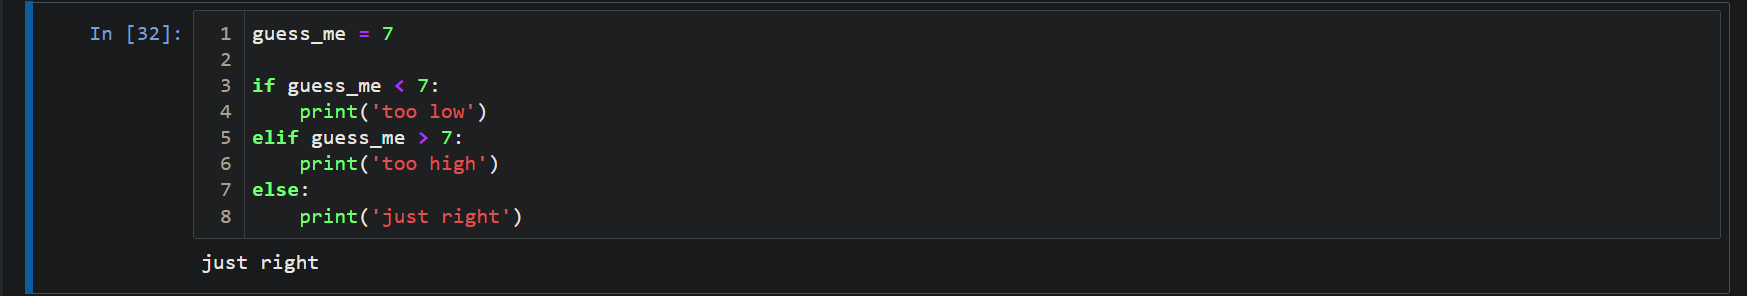 In [32]:
1 guess_me = 7
2
3 if guess_me < 7:
4     print('too low')
5 elif guess_me > 7:
6     print('too high')
7 else:
8     print('just right')
just right